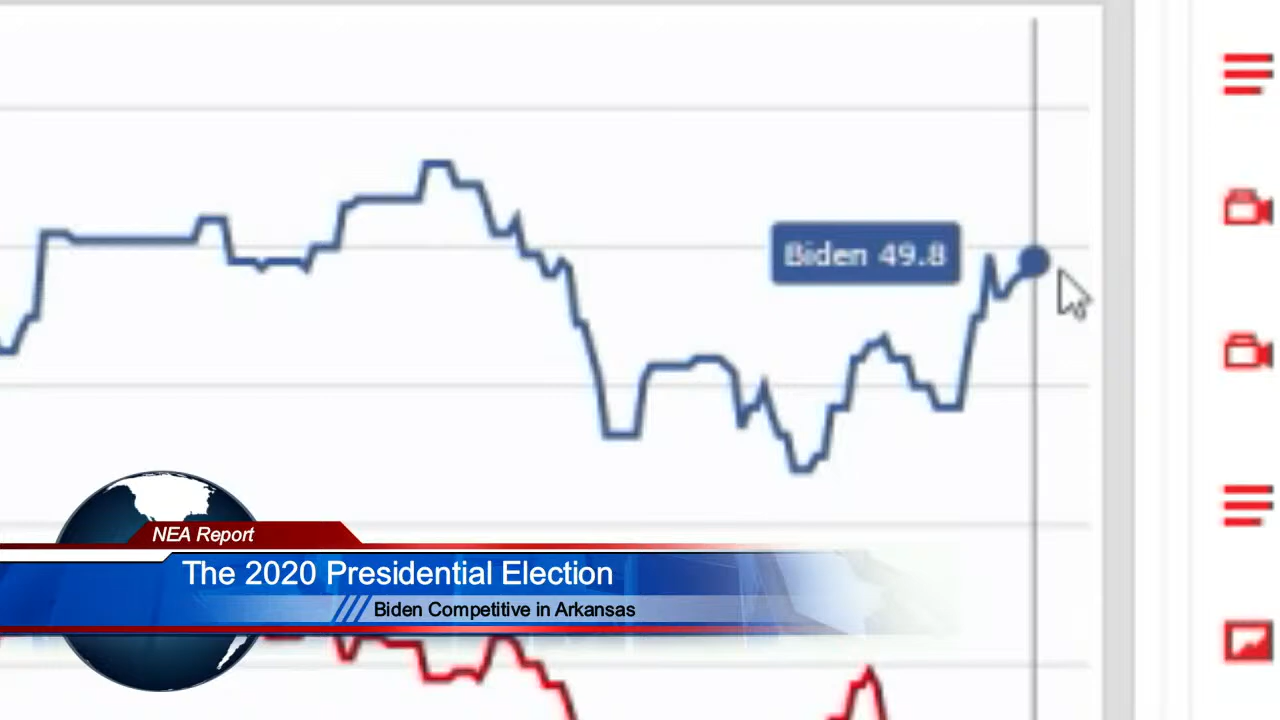 Biden 49.8
NEA Report
The 2020 Presidential Election
Biden Competitive in Arkansas